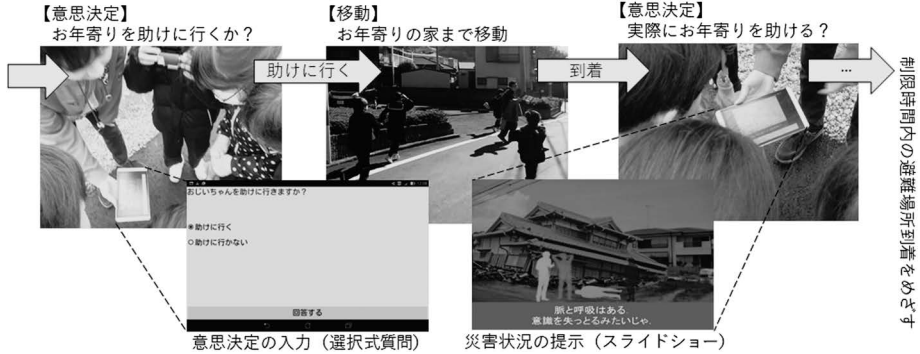 【意思決定】
お年寄りを助けに行くか？
【移動】
お年寄りの家まで移動
【意思決定】
実際にお年寄りを助ける？
助けに行く
到着
…
制限時間内の避難場所到着をめざす
おじいちゃんを助けに行きますか？
助けに行く
助けに行かない
回答する
脈と呼吸はある.
意識を失っとるみたいじゃ.
意思決定の入力（選択式質問）
災害状況の提示（スライドショー）